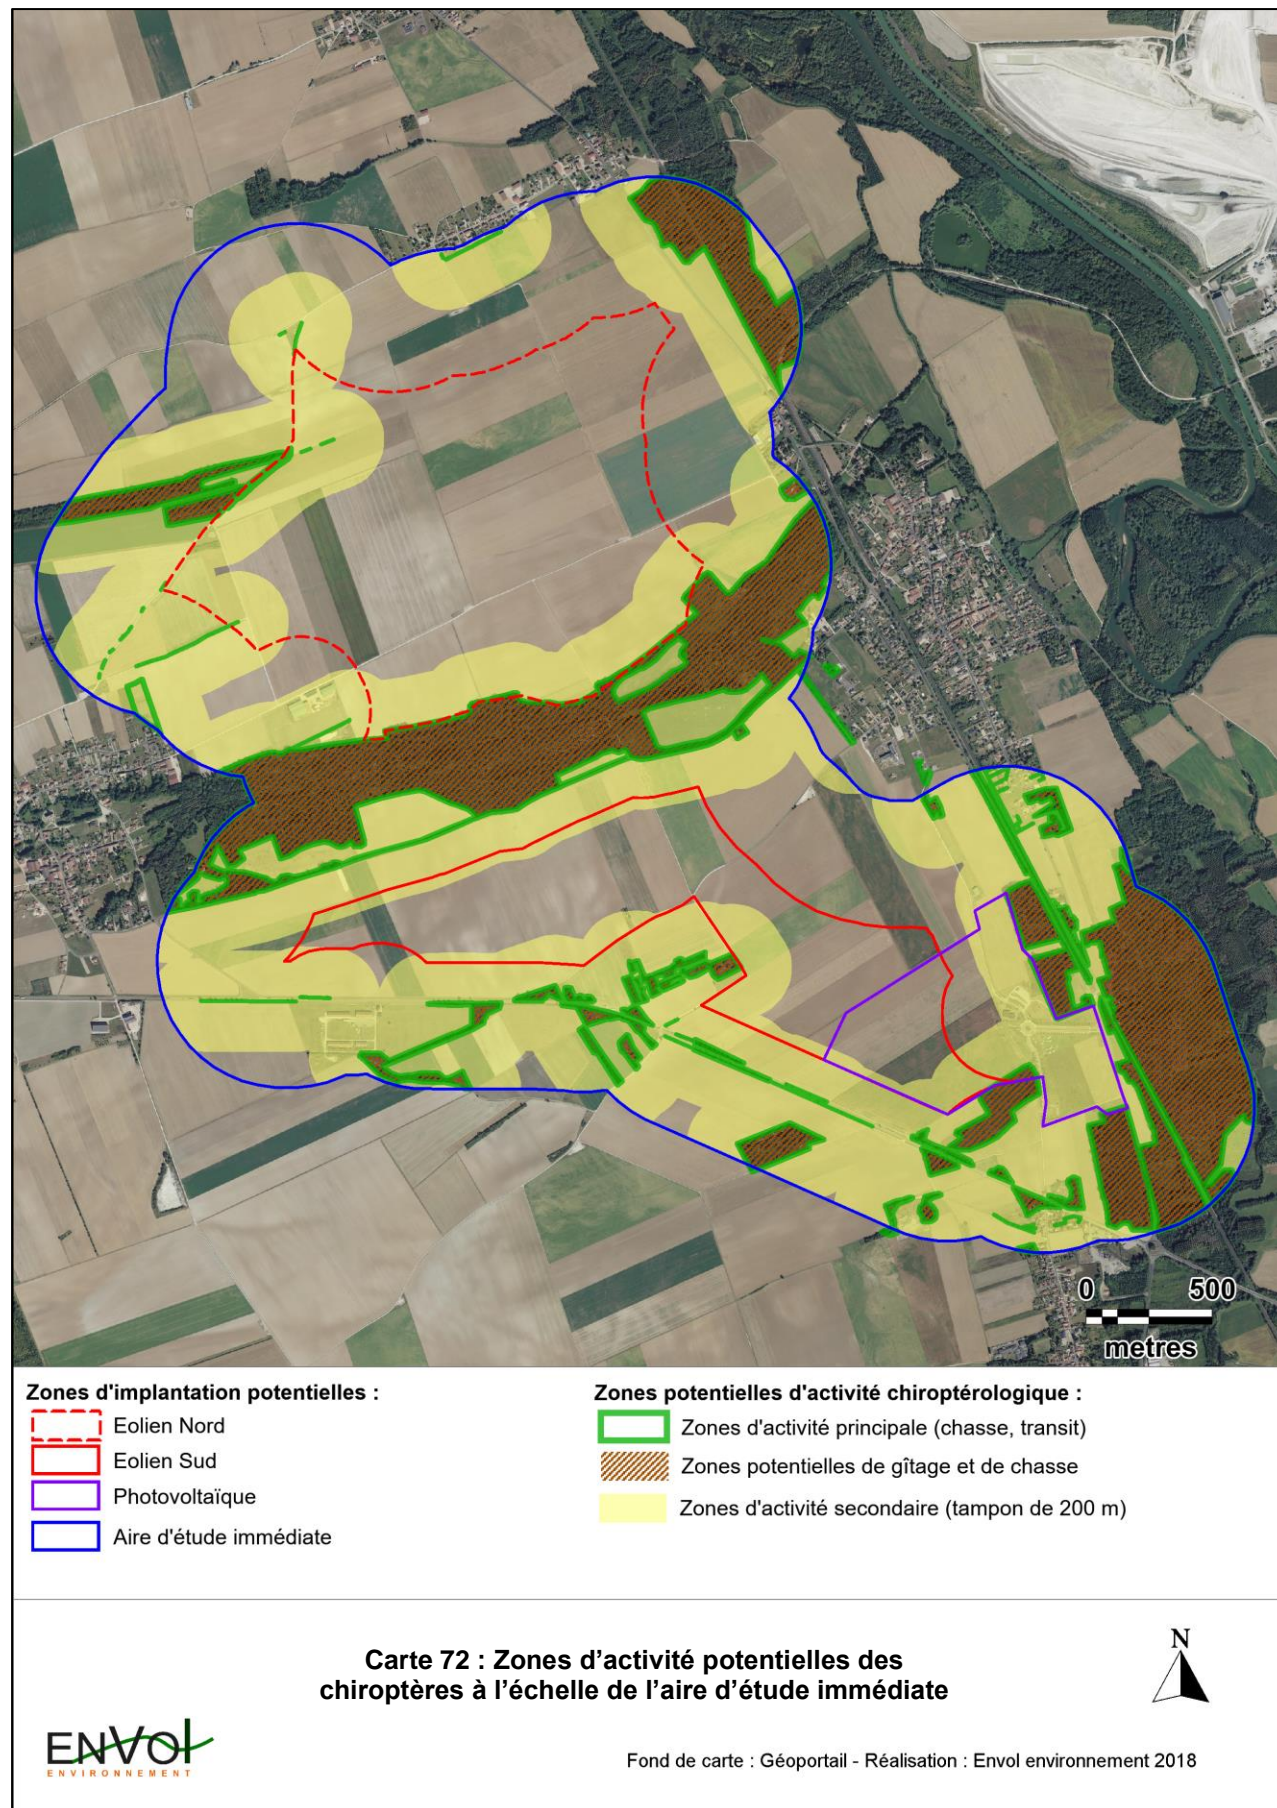 0 500
metres
Zones d'implantation potentielles :
Eolien Nord
Eolien Sud
Photovoltaïque
Aire d'étude immédiate
Zones potentielles d'activité chiroptérologique :
Zones d'activité principale (chasse, transit)
Zones potentielles de gîtage et de chasse
Zones d'activité secondaire (tampon de 200 m)
Carte 72 : Zones d’activité potentielles des
chiroptères à l’échelle de l’aire d’étude immédiate
N
ENVOl
ENVIRONNEMENT
Fond de carte : Géoportail - Réalisation : Envol environnement 2018